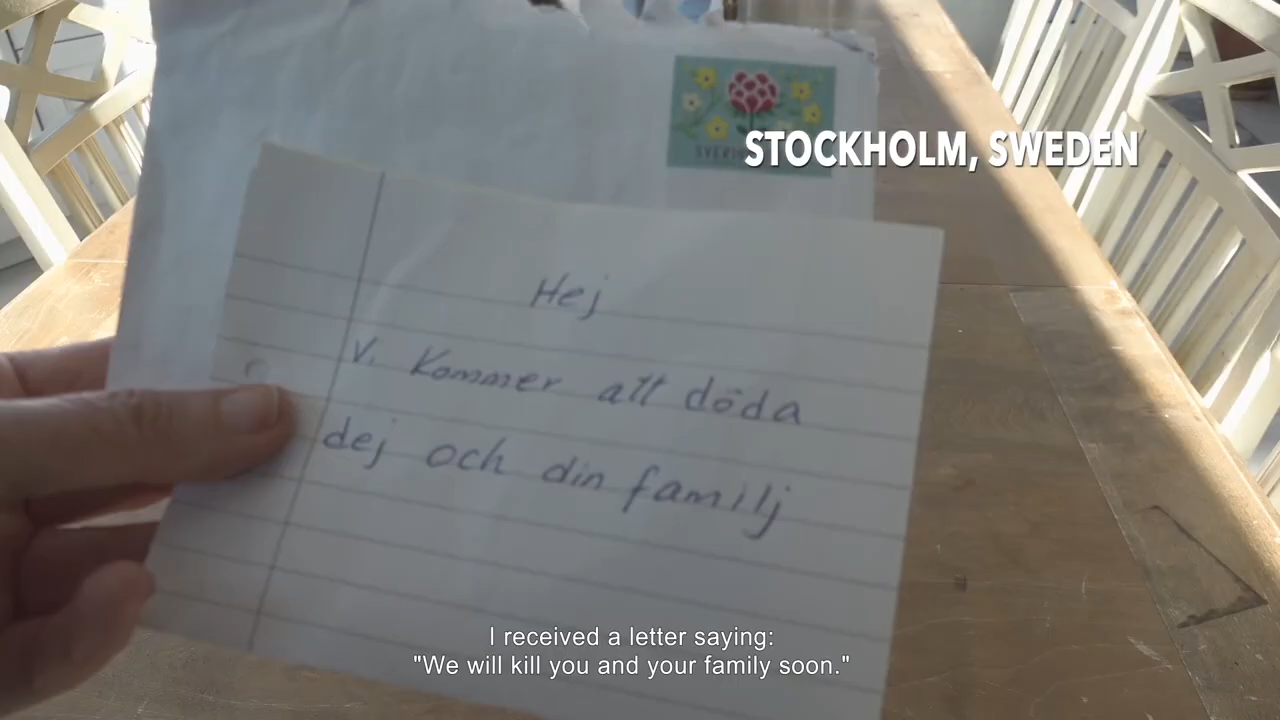 SVERI
STOCKHOLM, SWEDEN
Hej
Vi Kommer att döda
dej och din familj
I received a letter saying:
"We will kill you and your family soon."